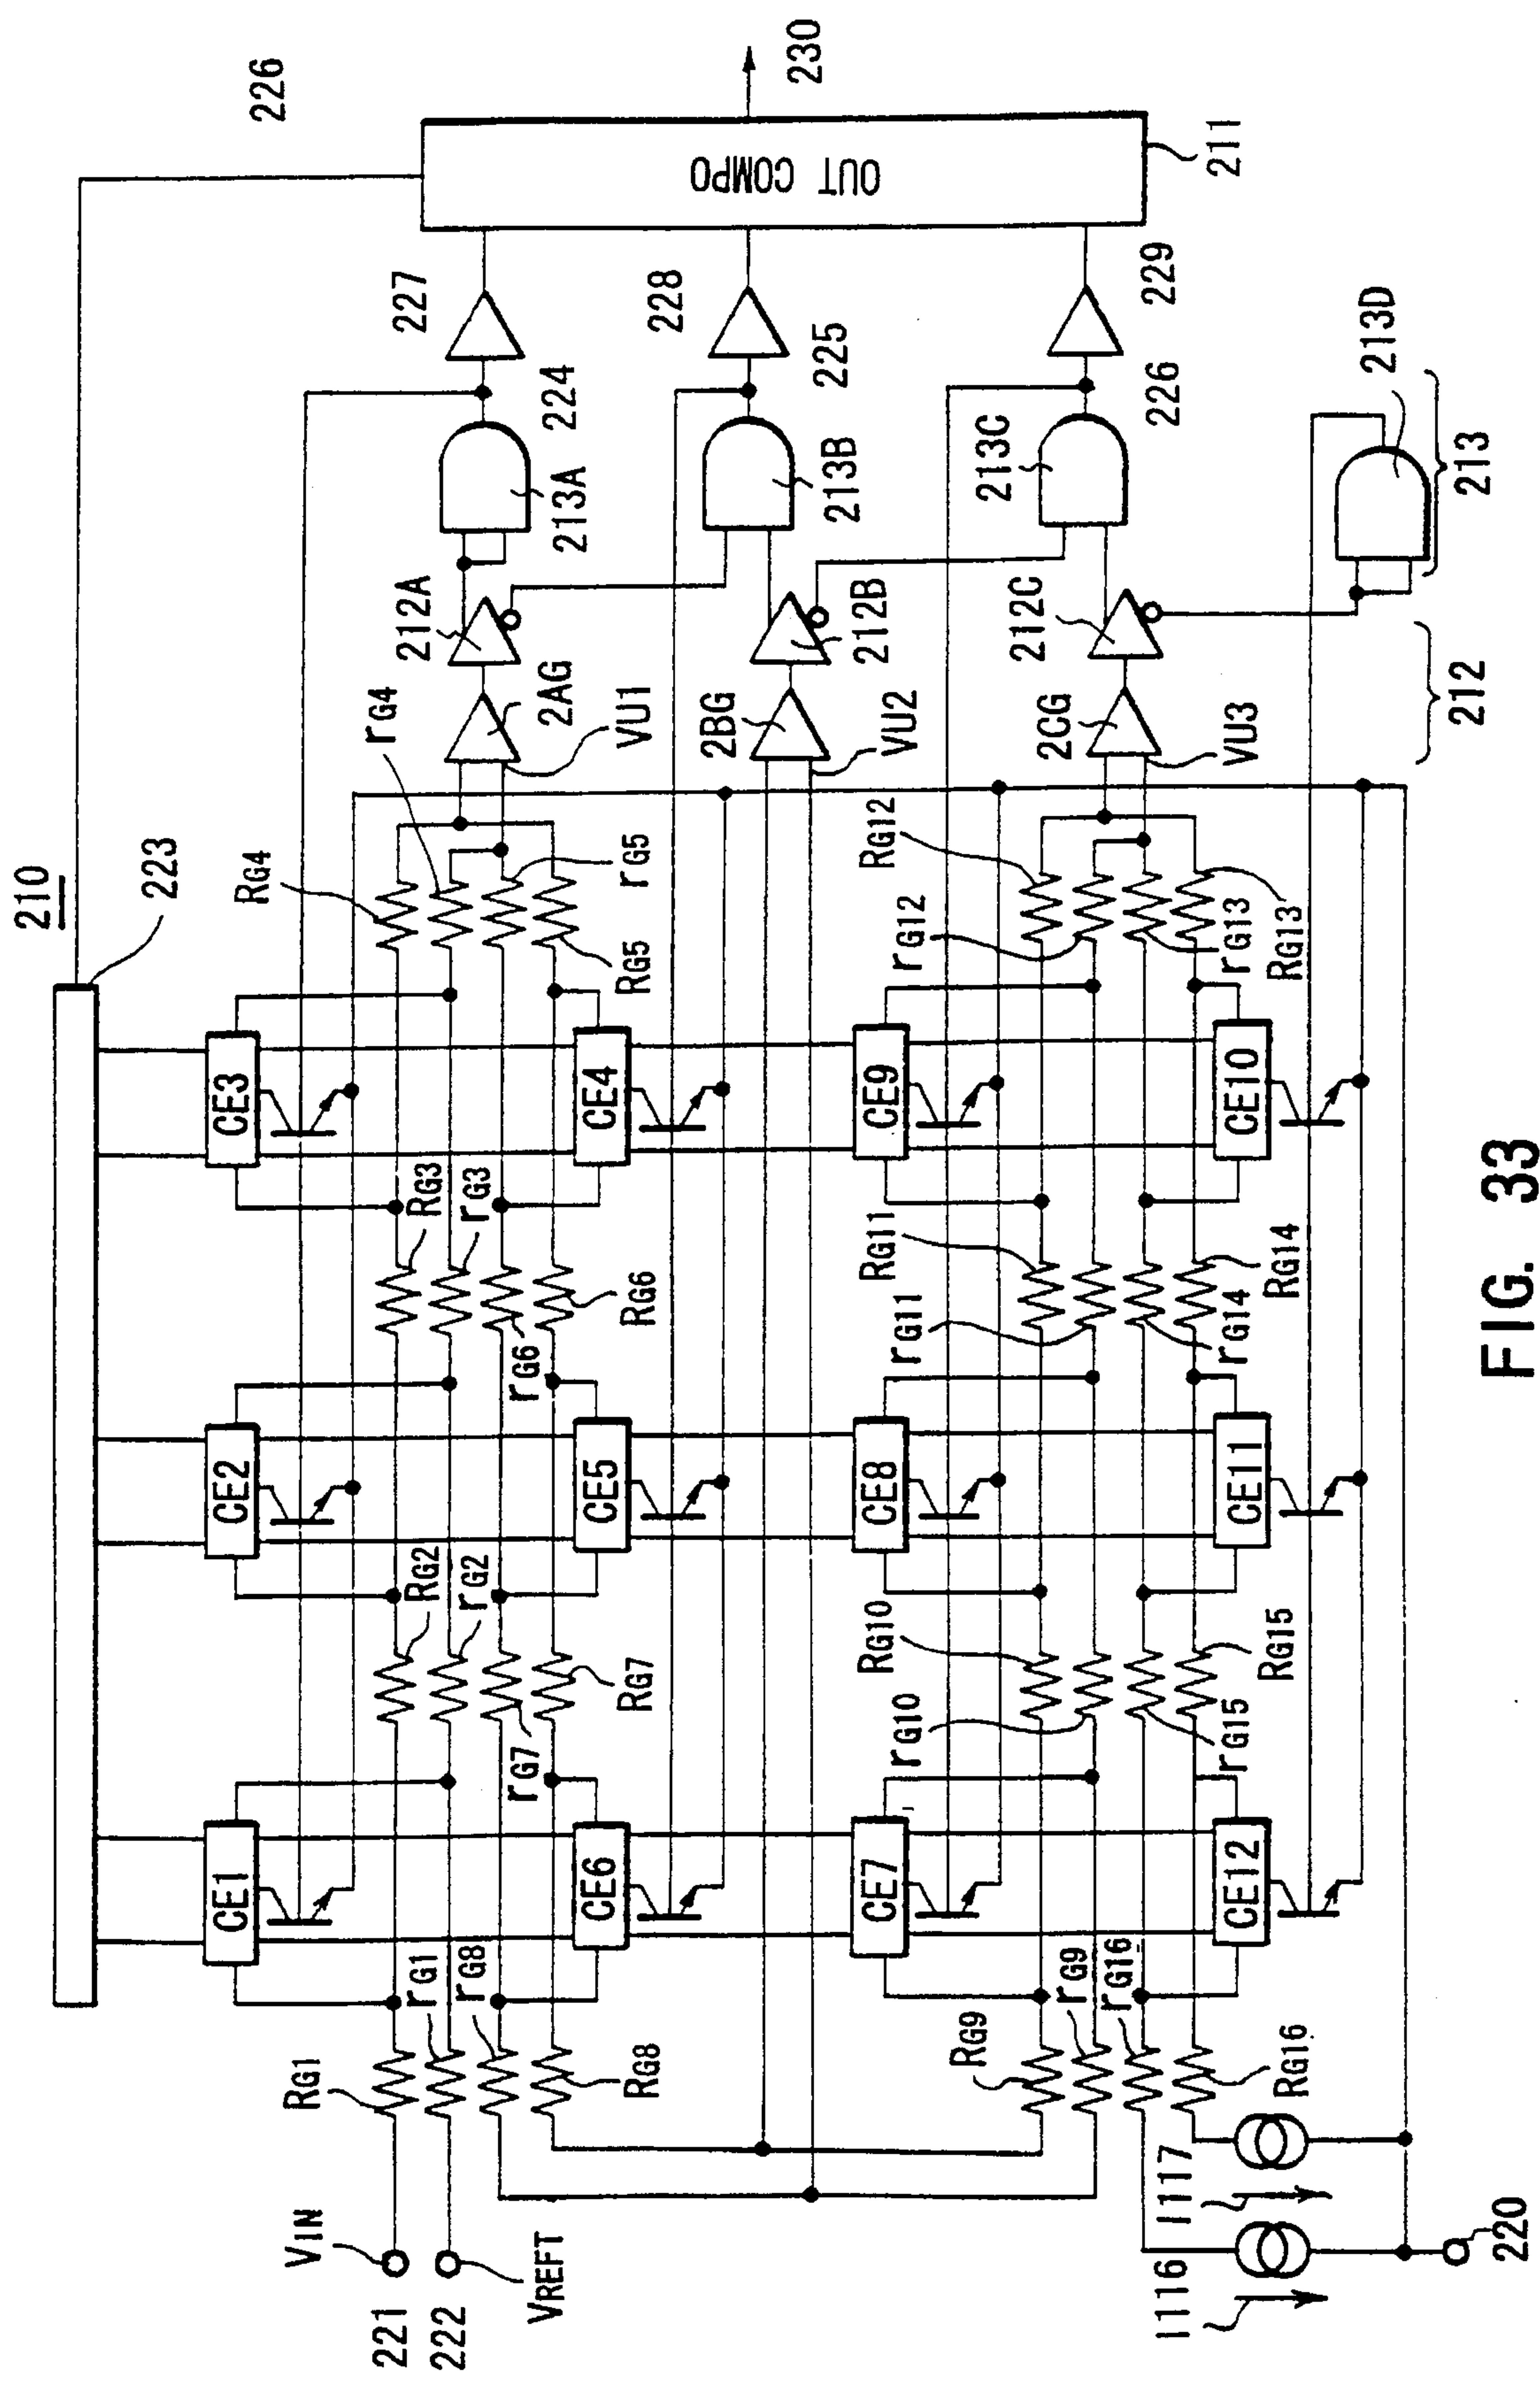 210
223
226
227
224
213A
212A
2AG
VU1
rG4
RG4
rG5
RG5
OUT COMPO
230
211
228
225
213B
212B
2BG
VU2
229
226
213C
212C
2CG
VU3
213D
213
212
CE3
CE4
CE9
CE10
RG12
rG12
rG13
RG13
RG3
rG3
rG6
RG6
RG11
rG11
rG14
RG14
CE2
CE5
CE8
CE11
RG2
rG2
rG7
RG7
RG10
rG10
rG15
RG15
CE1
CE6
CE7
CE12
RG1
rG1
rG8
RG8
RG9
rG9
rG16
RG16
VIN
221
222
VREFT
I117
I116
220
FIG. 33